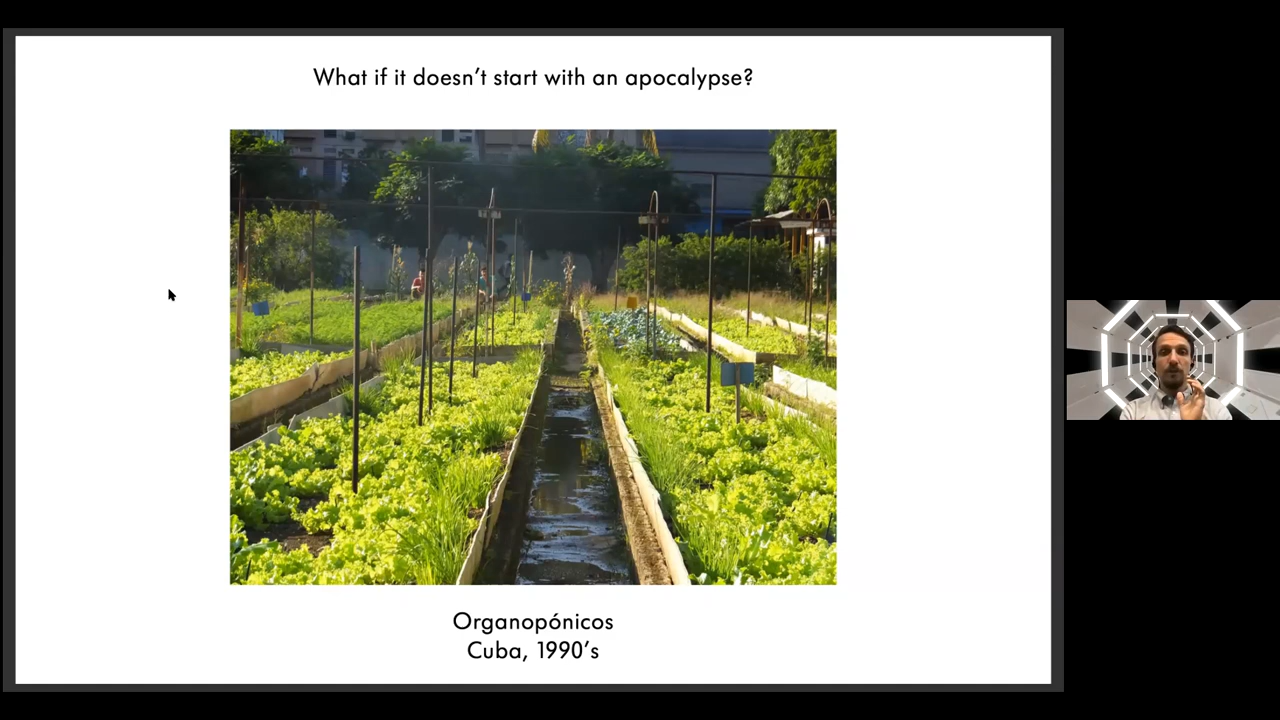 What if it doesn’t start with an apocalypse?
Organopónicos
Cuba, 1990’s